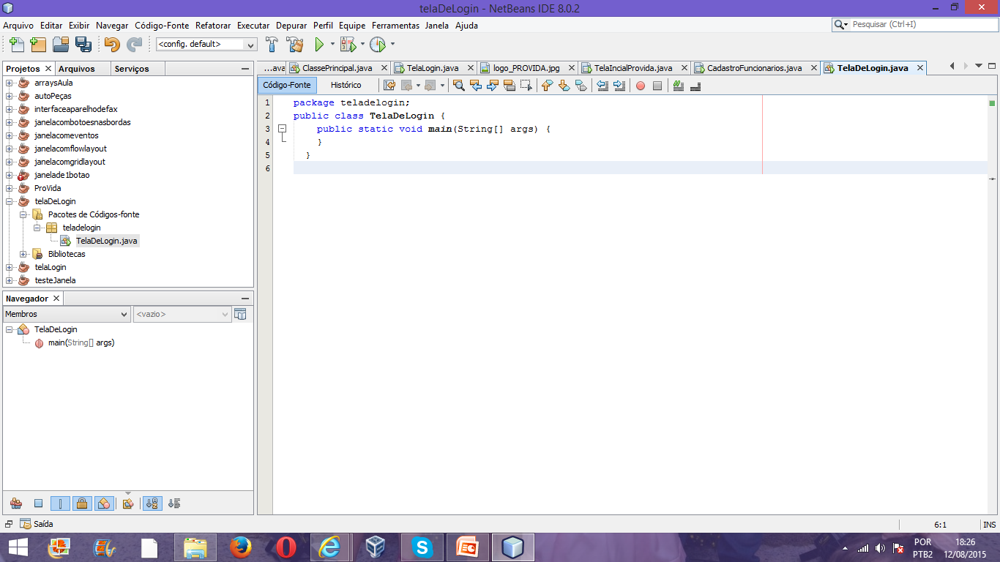 telaDeLogin - NetBeans IDE 8.0.2
Arquivo Editar Exibir Navegar Código-Fonte Refatorar Executar Depurar Perfil Equipe Ferramentas Janela Ajuda
Pesquisar (Ctrl+I)
<config. default>
Projetos Arquivos Serviços
arraysAula
autoPeças
interfaceaparelhodefax
janelacombotoesnasbordas
janelacomeventos
janelacomflowlayout
janelacomgridlayout
janelade1botao
ProVida
telaDeLogin
Pacotes de Códigos-fonte
teladelogin
TelaDeLogin.java
Bibliotecas
telaLogin
testeJanela
Navegador
Membros <vazio>
TelaDeLogin
main(String[] args)
...ava ClassePrincipal.java TelaLogin.java logo_PROVIDA.jpg TelaIncialProvida.java CadastroFuncionarios.java TelaDeLogin.java
Código-Fonte Histórico
1 package teladelogin;
2 public class TelaDeLogin {
3 public static void main(String[] args) {
4 }
5 }
6
Saída
6:1 INS
POR 18:26
PTB2 12/08/2015